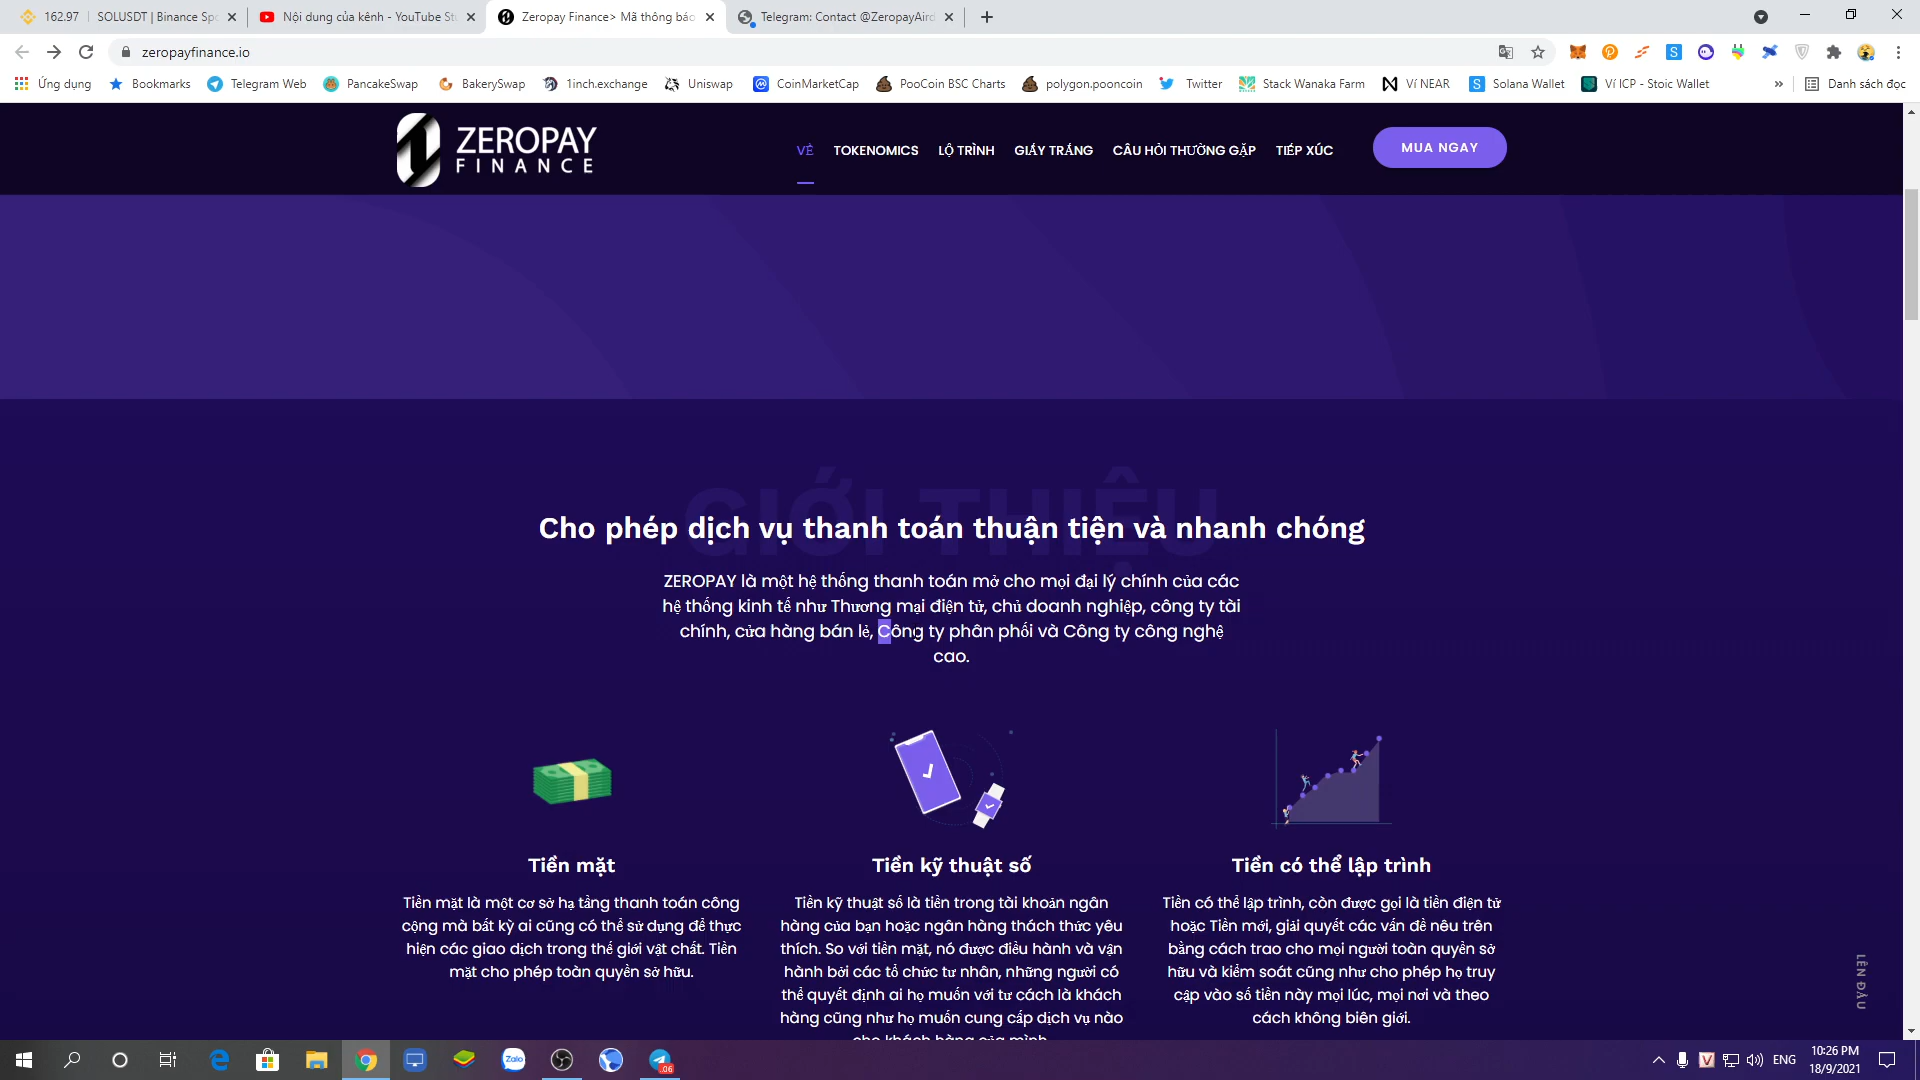 162.97 | SOLUSDT | Binance Spo
Nội dung của kênh - YouTube St
Zeropay Finance> Mã thông báo
Telegram: Contact @ZeropayAird
zeropayfinance.io
Ứng dụng
Bookmarks
Telegram Web
PancakeSwap
BakerySwap
1inch.exchange
Uniswap
CoinMarketCap
PooCoin BSC Charts
polygon.pooncoin
Twitter
Stack Wanaka Farm
Ví NEAR
Solana Wallet
Ví ICP - Stoic Wallet
»
Danh sách đọc
ZEROPAY
FINANCE
VỀ
TOKENOMICS
LỘ TRÌNH
GIẤY TRẮNG
CÂU HỎI THƯỜNG GẶP
TIẾP XÚC
MUA NGAY
GIỚI THIỆU
Cho phép dịch vụ thanh toán thuận tiện và nhanh chóng
ZEROPAY là một hệ thống thanh toán mở cho mọi đại lý chính của các
hệ thống kinh tế như Thương mại điện tử, chủ doanh nghiệp, công ty tài
chính, cửa hàng bán lẻ, Công ty phân phối và Công ty công nghệ
cao.
Tiền mặt
Tiền mặt là một cơ sở hạ tầng thanh toán công
cộng mà bất kỳ ai cũng có thể sử dụng để thực
hiện các giao dịch trong thế giới vật chất. Tiền
mặt cho phép toàn quyền sở hữu.
Tiền kỹ thuật số
Tiền kỹ thuật số là tiền trong tài khoản ngân
hàng của bạn hoặc ngân hàng thách thức yêu
thích. So với tiền mặt, nó được điều hành và vận
hành bởi các tổ chức tư nhân, những người có
thể quyết định ai họ muốn với tư cách là khách
hàng cũng như họ muốn cung cấp dịch vụ nào
cho khách hàng của mình.
Tiền có thể lập trình
Tiền có thể lập trình, còn được gọi là tiền điện tử
hoặc Tiền mới, giải quyết các vấn đề nêu trên
bằng cách trao cho mọi người toàn quyền sở
hữu và kiểm soát cũng như cho phép họ truy
cập vào số tiền này mọi lúc, mọi nơi và theo
cách không biên giới.
LÊN ĐẦU
Zalo
.06
ENG
10:26 PM
18/9/2021